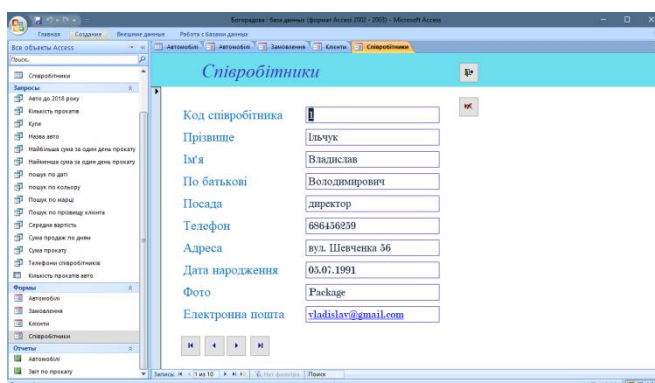 Богорадова : база данных (формат Access 2002 - 2003) - Microsoft Access
Главная Создание Внешние данные Работа с базами данных
Все объекты Access
Поиск...
Співробітники
Запросы
Авто до 2018 року
Кількість прокатів
Купе
Назва авто
Найбільша сума за один день прокату
Найменша сума за один день прокату
пошук по даті
пошук по кольору
Пошук по марці
Пошук по прізвищу клієнта
Середня вартість
Сума продаж по дням
Сума прокату
Телефони співробітників
Кількість прокатів авто
Формы
Автомобілі
Замовлення
Клієнти
Співробітники
Отчеты
Автомобілі
Звіт по прокату
Автомобілі Автомобілі Замовлення Клієнти Співробітники
Співробітники
Код співробітника 1
Прізвище Ільчук
Ім'я Владислав
По батькові Володимирович
Посада директор
Телефон 686456259
Адреса вул. Шевченка 56
Дата народження 05.07.1991
Фото Package
Електронна пошта vladislav@gmail.com
Запись: 1 из 10 Нет фильтра Поиск